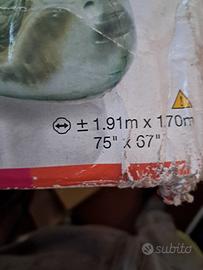 ± 1.91m x 1.70m
75" x 67"
subito